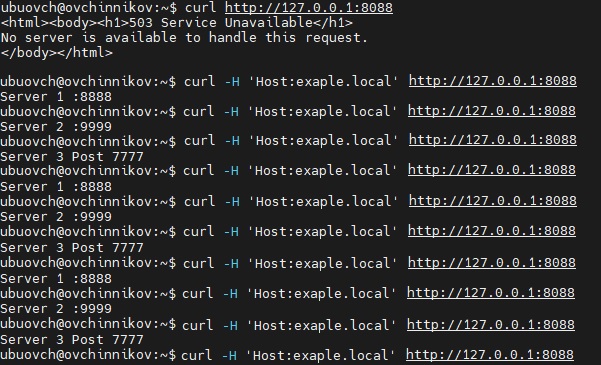 ubuovch@ovchinnikov:~$ curl http://127.0.0.1:8088
<html><body><h1>503 Service Unavailable</h1>
No server is available to handle this request.
</body></html>
ubuovch@ovchinnikov:~$ curl -H 'Host:exaple.local' http://127.0.0.1:8088
Server 1 :8888
ubuovch@ovchinnikov:~$ curl -H 'Host:exaple.local' http://127.0.0.1:8088
Server 2 :9999
ubuovch@ovchinnikov:~$ curl -H 'Host:exaple.local' http://127.0.0.1:8088
Server 3 Post 7777
ubuovch@ovchinnikov:~$ curl -H 'Host:exaple.local' http://127.0.0.1:8088
Server 1 :8888
ubuovch@ovchinnikov:~$ curl -H 'Host:exaple.local' http://127.0.0.1:8088
Server 2 :9999
ubuovch@ovchinnikov:~$ curl -H 'Host:exaple.local' http://127.0.0.1:8088
Server 3 Post 7777
ubuovch@ovchinnikov:~$ curl -H 'Host:exaple.local' http://127.0.0.1:8088
Server 1 :8888
ubuovch@ovchinnikov:~$ curl -H 'Host:exaple.local' http://127.0.0.1:8088
Server 2 :9999
ubuovch@ovchinnikov:~$ curl -H 'Host:exaple.local' http://127.0.0.1:8088
Server 3 Post 7777
ubuovch@ovchinnikov:~$ curl -H 'Host:exaple.local' http://127.0.0.1:8088